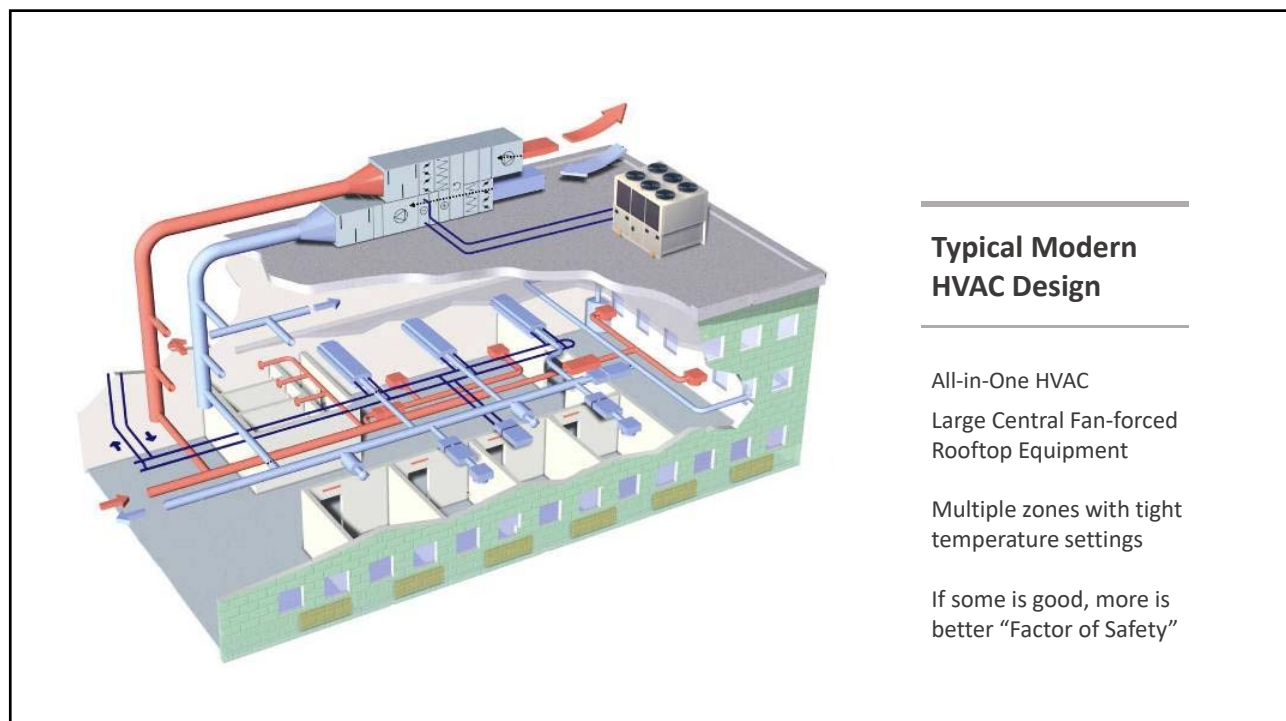 Typical Modern
HVAC Design
All-in-One HVAC
Large Central Fan-forced
Rooftop Equipment
Multiple zones with tight
temperature settings
If some is good, more is
better “Factor of Safety”